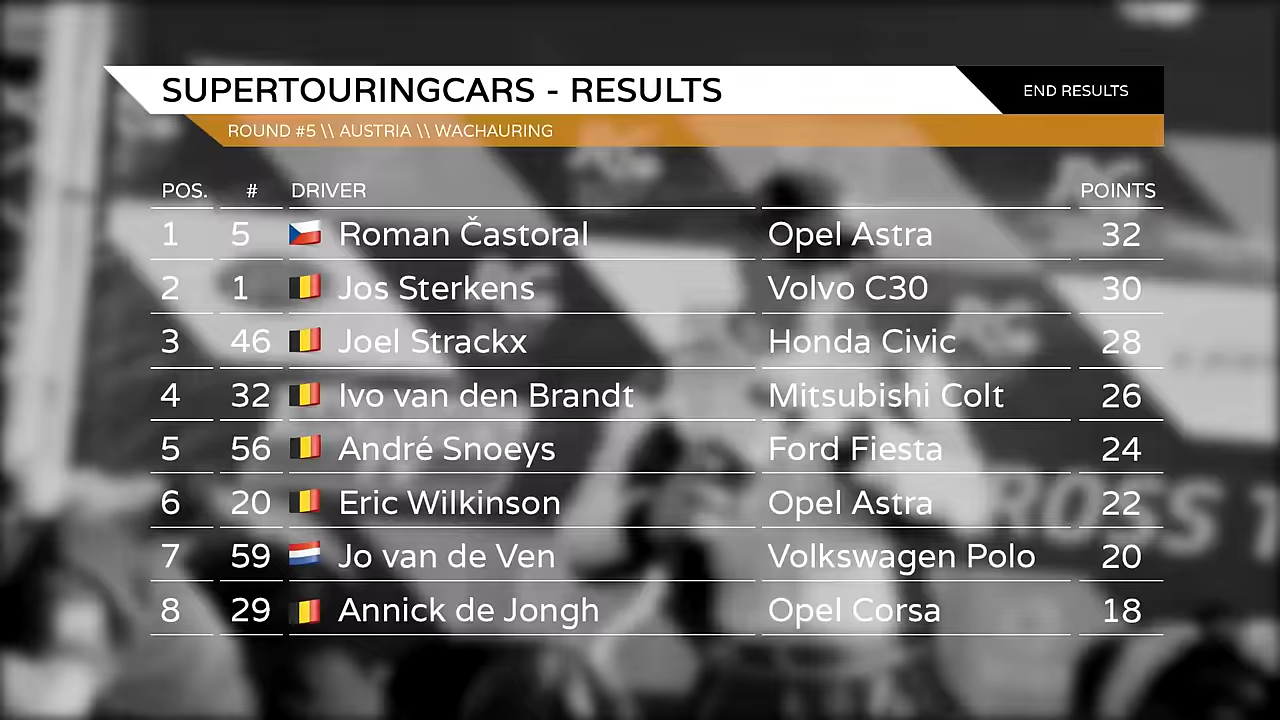 SUPERTOURINGCARS - RESULTS END RESULTS
ROUND #5 \\ AUSTRIA \\ WACHAURING
POS. # DRIVER POINTS
1 5 Roman Častoral Opel Astra 32
2 1 Jos Sterkens Volvo C30 30
3 46 Joel Strackx Honda Civic 28
4 32 Ivo van den Brandt Mitsubishi Colt 26
5 56 André Snoeys Ford Fiesta 24
6 20 Eric Wilkinson Opel Astra 22
7 59 Jo van de Ven Volkswagen Polo 20
8 29 Annick de Jongh Opel Corsa 18